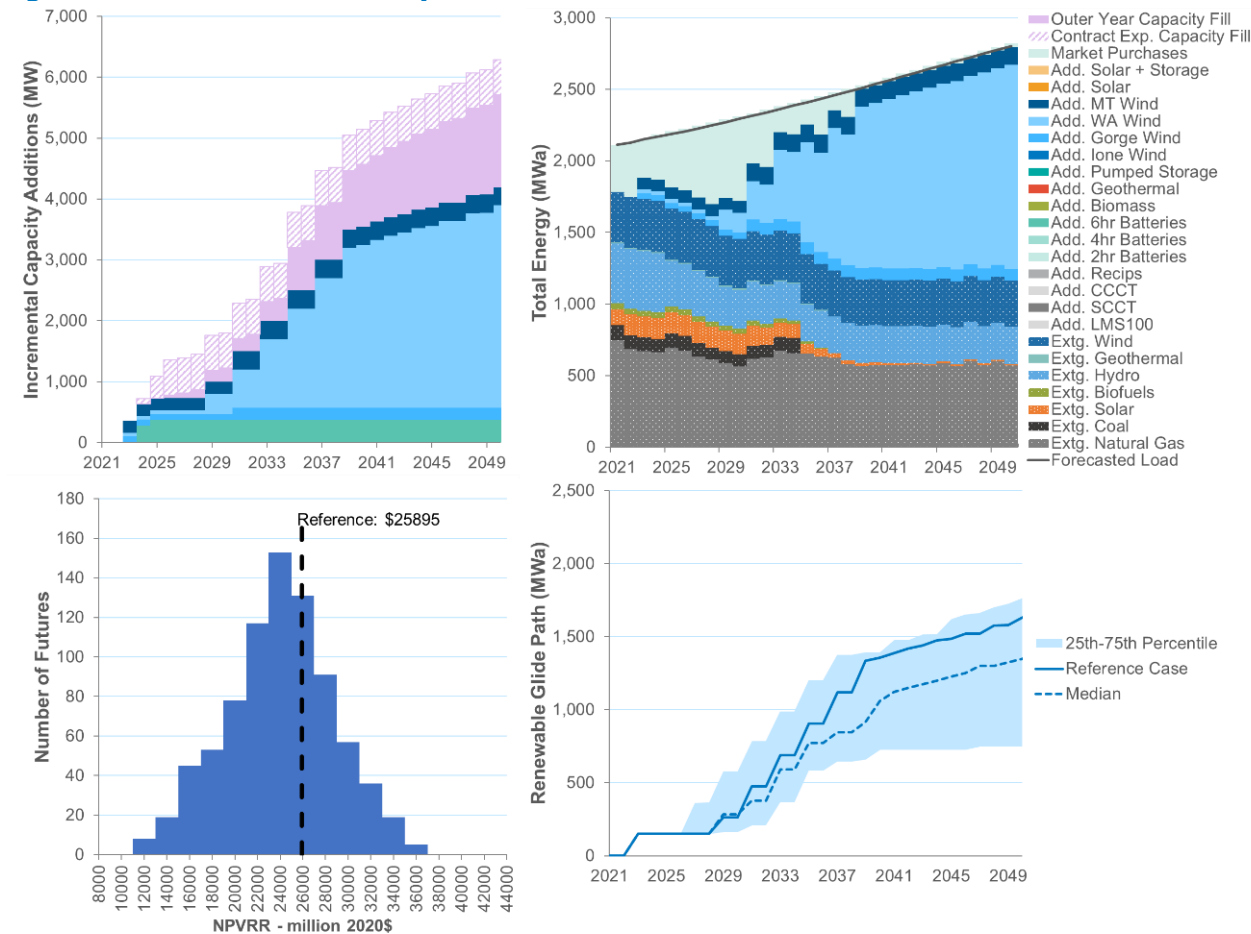 7,000
6,000
5,000
4,000
3,000
2,000
1,000
0
Incremental Capacity Additions (MW)
2021 2025 2029 2033 2037 2041 2045 2049
3,000
2,500
2,000
1,500
1,000
500
0
Total Energy (MWa)
2021 2025 2029 2033 2037 2041 2045 2049
Outer Year Capacity Fill
Contract Exp. Capacity Fill
Market Purchases
Add. Solar + Storage
Add. Solar
Add. MT Wind
Add. WA Wind
Add. Gorge Wind
Add. Ione Wind
Add. Pumped Storage
Add. Geothermal
Add. Biomass
Add. 6hr Batteries
Add. 4hr Batteries
Add. 2hr Batteries
Add. Recips
Add. CCCT
Add. SCCT
Add. LMS100
Extg. Wind
Extg. Geothermal
Extg. Hydro
Extg. Biofuels
Extg. Solar
Extg. Coal
Extg. Natural Gas
Forecasted Load
180
160
140
120
100
80
60
40
20
0
Number of Futures
Reference: $25895
8000 10000 12000 14000 16000 18000 20000 22000 24000 26000 28000 30000 32000 34000 36000 38000 40000 42000 44000
NPVRR - million 2020$
2,500
2,000
1,500
1,000
500
0
Renewable Glide Path (MWa)
2021 2025 2029 2033 2037 2041 2045 2049
25th-75th Percentile
Reference Case
Median